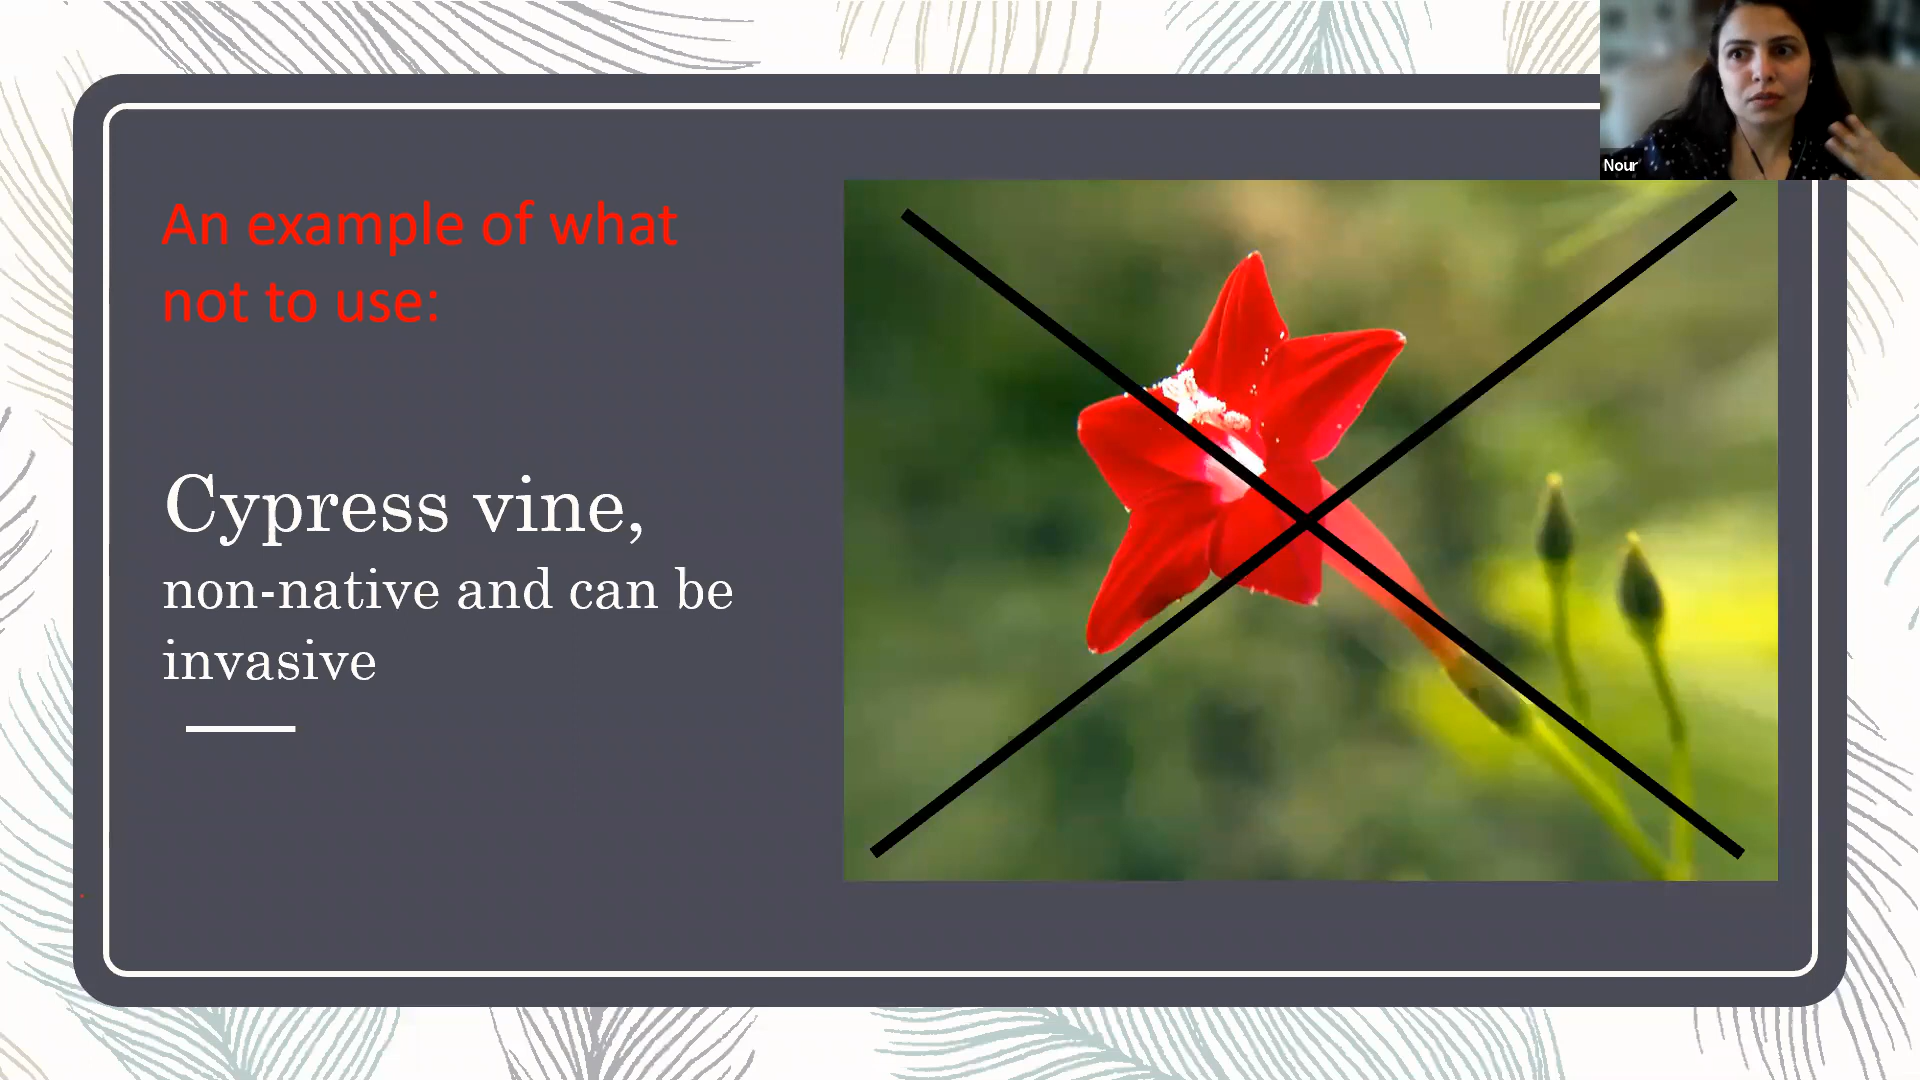 An example of what
not to use:
Cypress vine,
non-native and can be
invasive
Nour